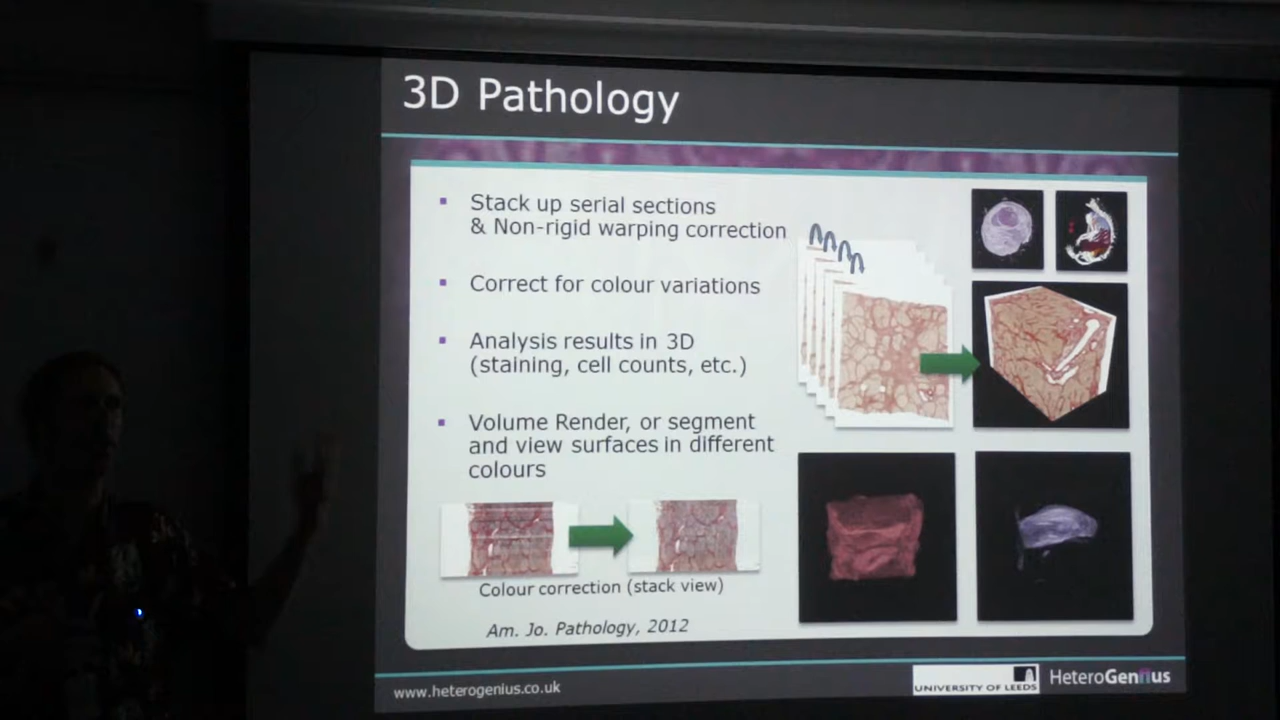 3D Pathology
Stack up serial sections
& Non-rigid warping correction
Correct for colour variations
Analysis results in 3D
(staining, cell counts, etc.)
Volume Render, or segment
and view surfaces in different
colours
Colour correction (stack view)
Am. Jo. Pathology, 2012
www.heterogenius.co.uk
UNIVERSITY OF LEEDS
HeteroGenius